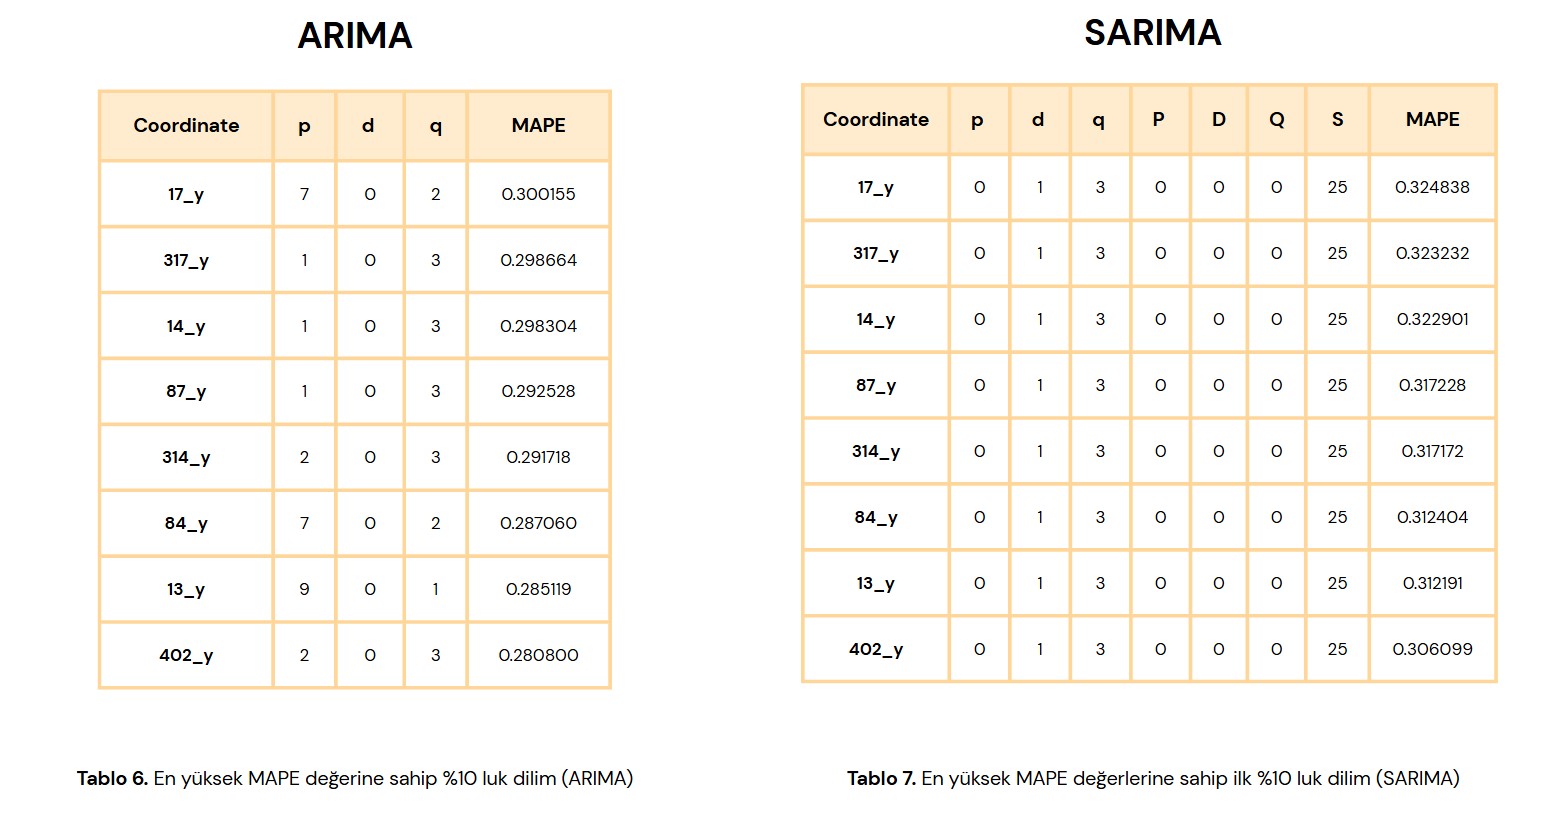 ARIMA
Coordinate p d q MAPE
17_y 7 0 2 0.300155
317_y 1 0 3 0.298664
14_y 1 0 3 0.298304
87_y 1 0 3 0.292528
314_y 2 0 3 0.291718
84_y 7 0 2 0.287060
13_y 9 0 1 0.285119
402_y 2 0 3 0.280800
Tablo 6. En yüksek MAPE değerine sahip %10 luk dilim (ARIMA)
SARIMA
Coordinate p d q P D Q S MAPE
17_y 0 1 3 0 0 0 25 0.324838
317_y 0 1 3 0 0 0 25 0.323232
14_y 0 1 3 0 0 0 25 0.322901
87_y 0 1 3 0 0 0 25 0.317228
314_y 0 1 3 0 0 0 25 0.317172
84_y 0 1 3 0 0 0 25 0.312404
13_y 0 1 3 0 0 0 25 0.312191
402_y 0 1 3 0 0 0 25 0.306099
Tablo 7. En yüksek MAPE değerlerine sahip ilk %10 luk dilim (SARIMA)